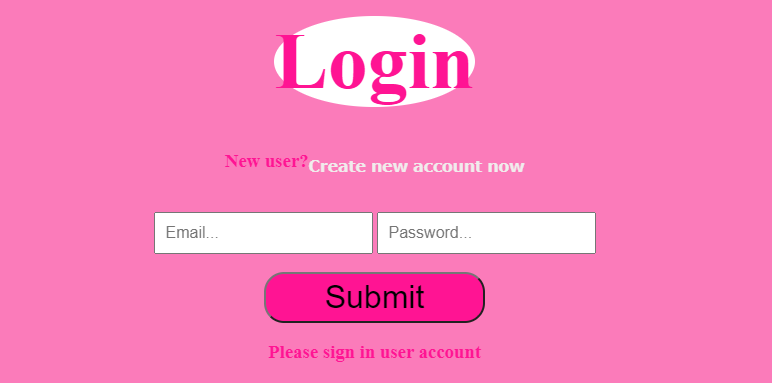 Login
New user?Create new account now
Email... Password...
Submit
Please sign in user account